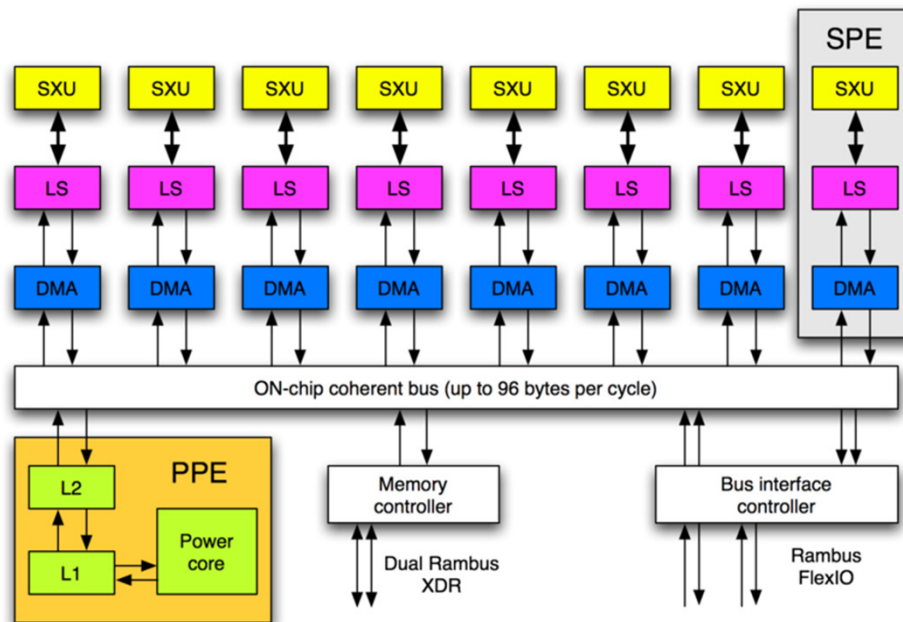 SPE
SXU SXU SXU SXU SXU SXU SXU SXU
LS LS LS LS LS LS LS LS
DMA DMA DMA DMA DMA DMA DMA DMA
ON-chip coherent bus (up to 96 bytes per cycle)
PPE
L2
L1
Power
core
Memory
controller
Dual Rambus
XDR
Bus interface
controller
Rambus
FlexIO